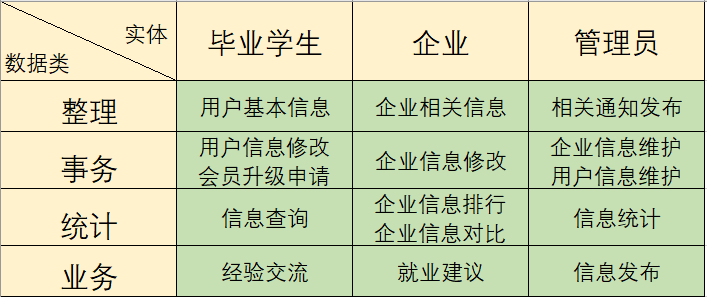 实体
数据类
毕业学生
企业
管理员
整理
用户基本信息
企业相关信息
相关通知发布
事务
用户信息修改
会员升级申请
企业信息修改
企业信息维护
用户信息维护
统计
信息查询
企业信息排行
企业信息对比
信息统计
业务
经验交流
就业建议
信息发布